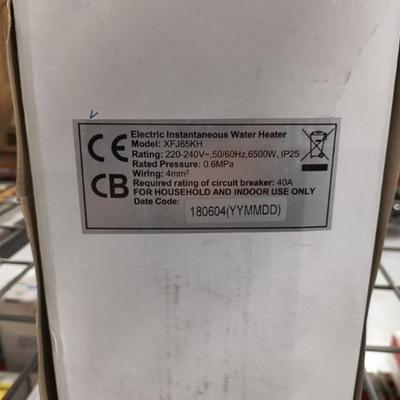 Electric Instantaneous Water Heater
Model: XFJ65KH
Rating: 220-240V~,50/60Hz,6500W, IP25
Rated Pressure: 0.6MPa
Wiring: 4mm²
Required rating of circuit breaker: 40A
FOR HOUSEHOLD AND INDOOR USE ONLY
Date Code: 180604(YYMMDD)
CE
CB